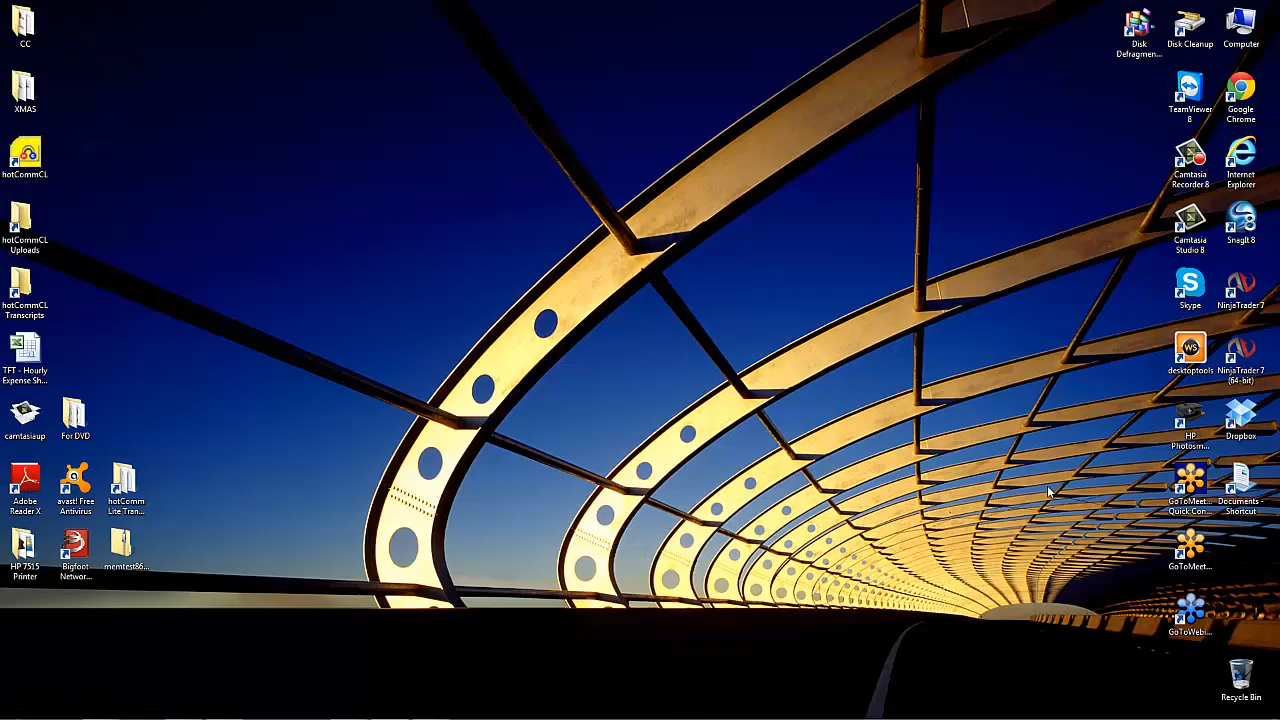 CC
XMAS
hotCommCL
hotCommCL
Uploads
hotCommCL
Transcripts
TFT - Hourly
Expense Sh...
camtasiaup
For DVD
Adobe
Reader X
avast! Free
Antivirus
hotComm
Lite Tran...
HP 7515
Printer
Bigfoot
Networ...
memtest86...
Disk
Defragmen...
Disk Cleanup
Computer
TeamViewer
8
Google
Chrome
Camtasia
Recorder 8
Internet
Explorer
Camtasia
Studio 8
SnagIt 8
Skype
NinjaTrader 7
WS
desktoptools
NinjaTrader 7
(64-bit)
HP
Photosm...
Dropbox
GoToMeet...
Quick Con...
Documents -
Shortcut
GoToMeet...
GoToWebi...
Recycle Bin